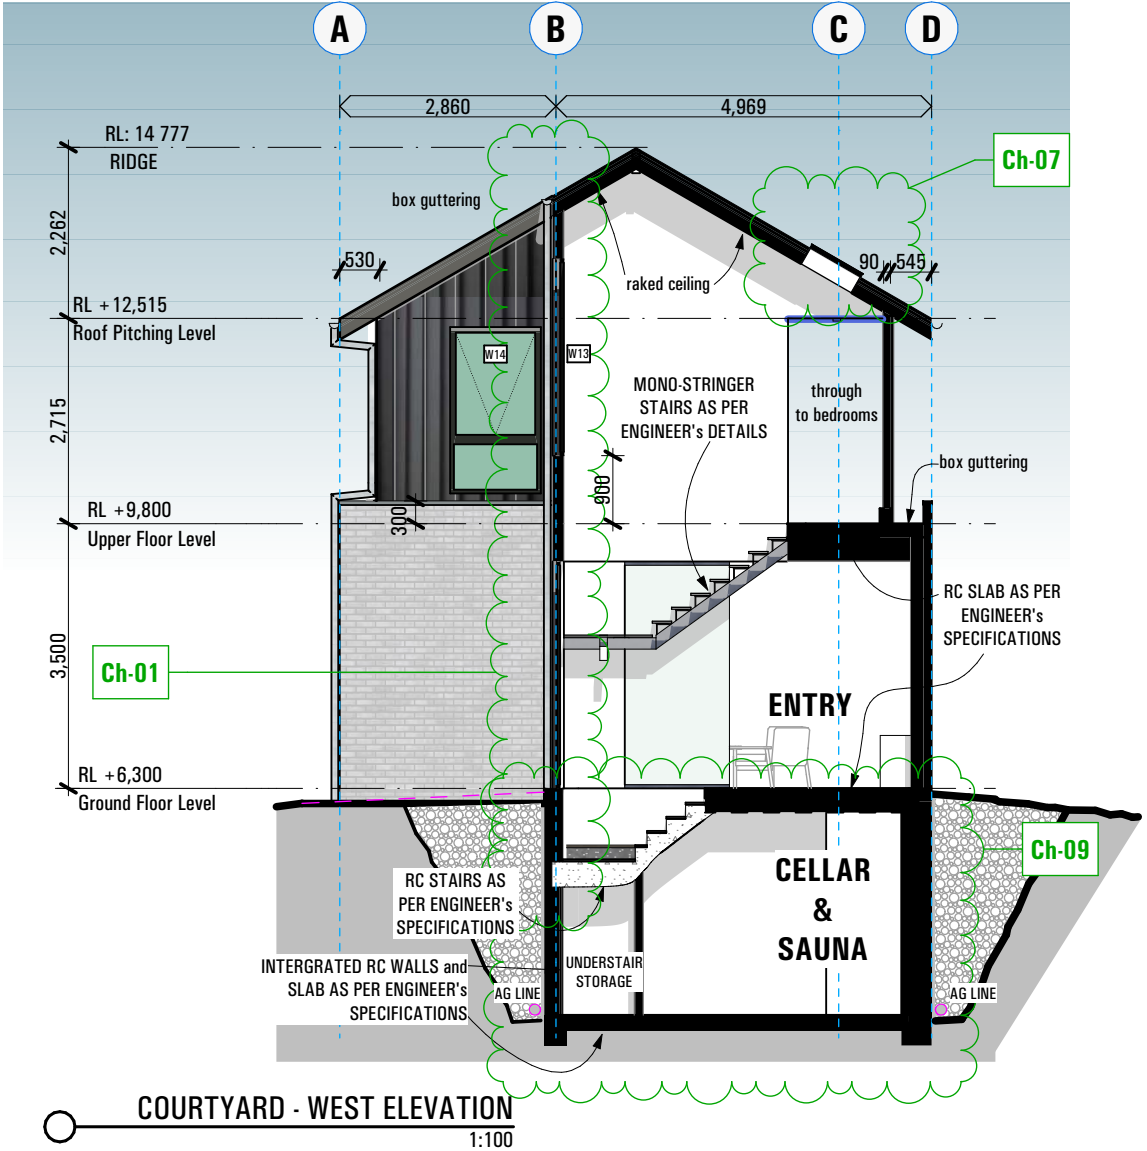 A
B
C
D
2,860
4,969
RL: 14 777
RIDGE
Ch-07
box guttering
2,262
530
90
545
raked ceiling
RL +12,515
Roof Pitching Level
W14
W13
MONO-STRINGER
STAIRS AS PER
ENGINEER's DETAILS
through
to bedrooms
2,715
box guttering
900
RL +9,800
Upper Floor Level
300
RC SLAB AS PER
ENGINEER's
SPECIFICATIONS
3,500
Ch-01
ENTRY
RL +6,300
Ground Floor Level
Ch-09
CELLAR
&
SAUNA
RC STAIRS AS
PER ENGINEER's
SPECIFICATIONS
INTERGRATED RC WALLS and
SLAB AS PER ENGINEER's
SPECIFICATIONS
UNDERSTAIR
STORAGE
AG LINE
AG LINE
COURTYARD - WEST ELEVATION
1:100